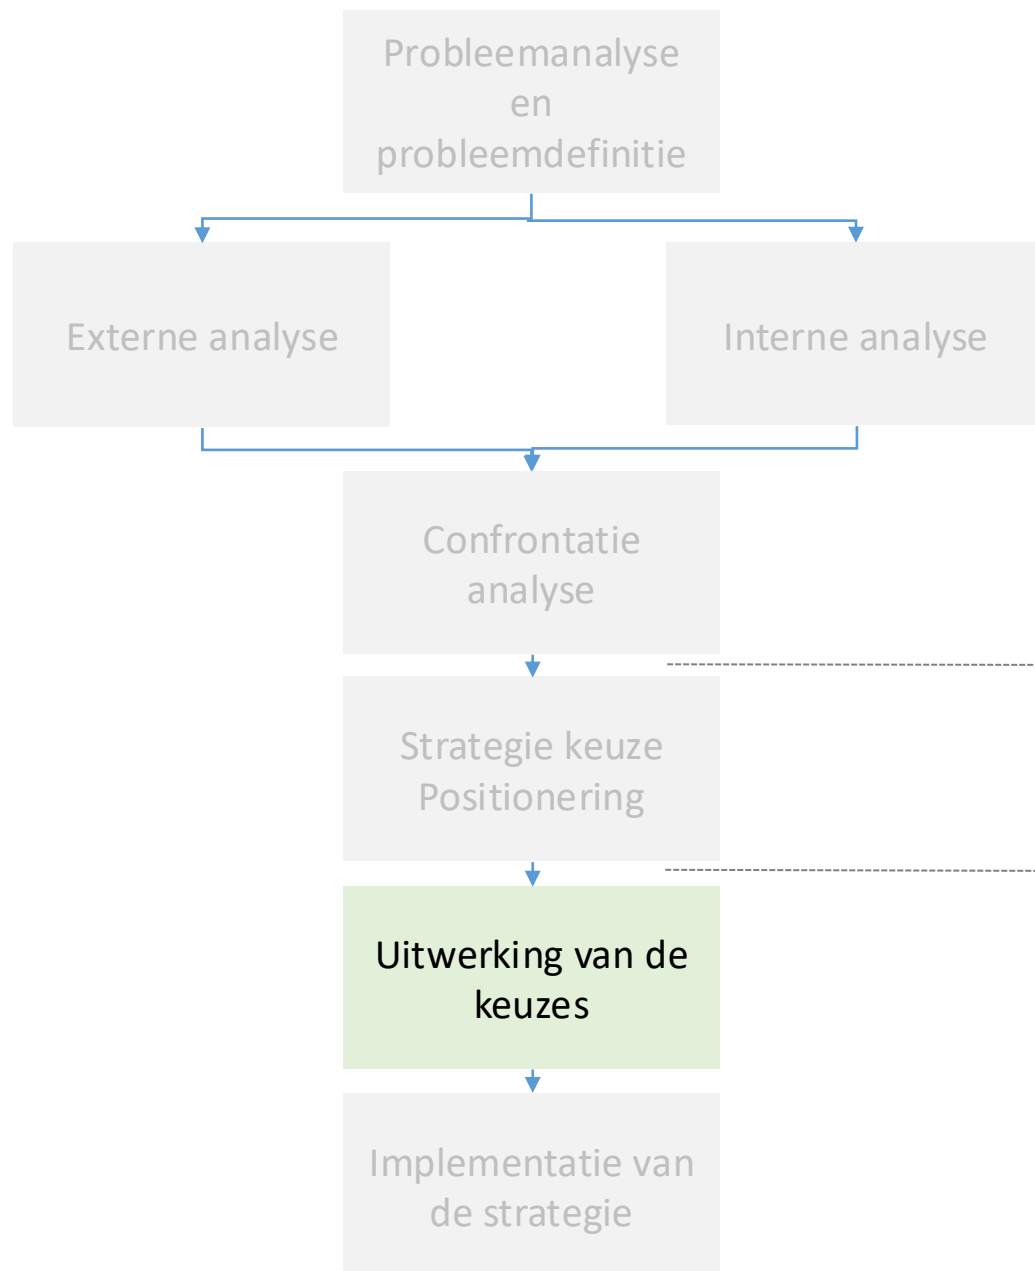 Probleemanalyse
en
probleemdefinitie
Externe analyse
Interne analyse
Confrontatie
analyse
Strategie keuze
Positionering
Uitwerking van de
keuzes
Implementatie van
de strategie